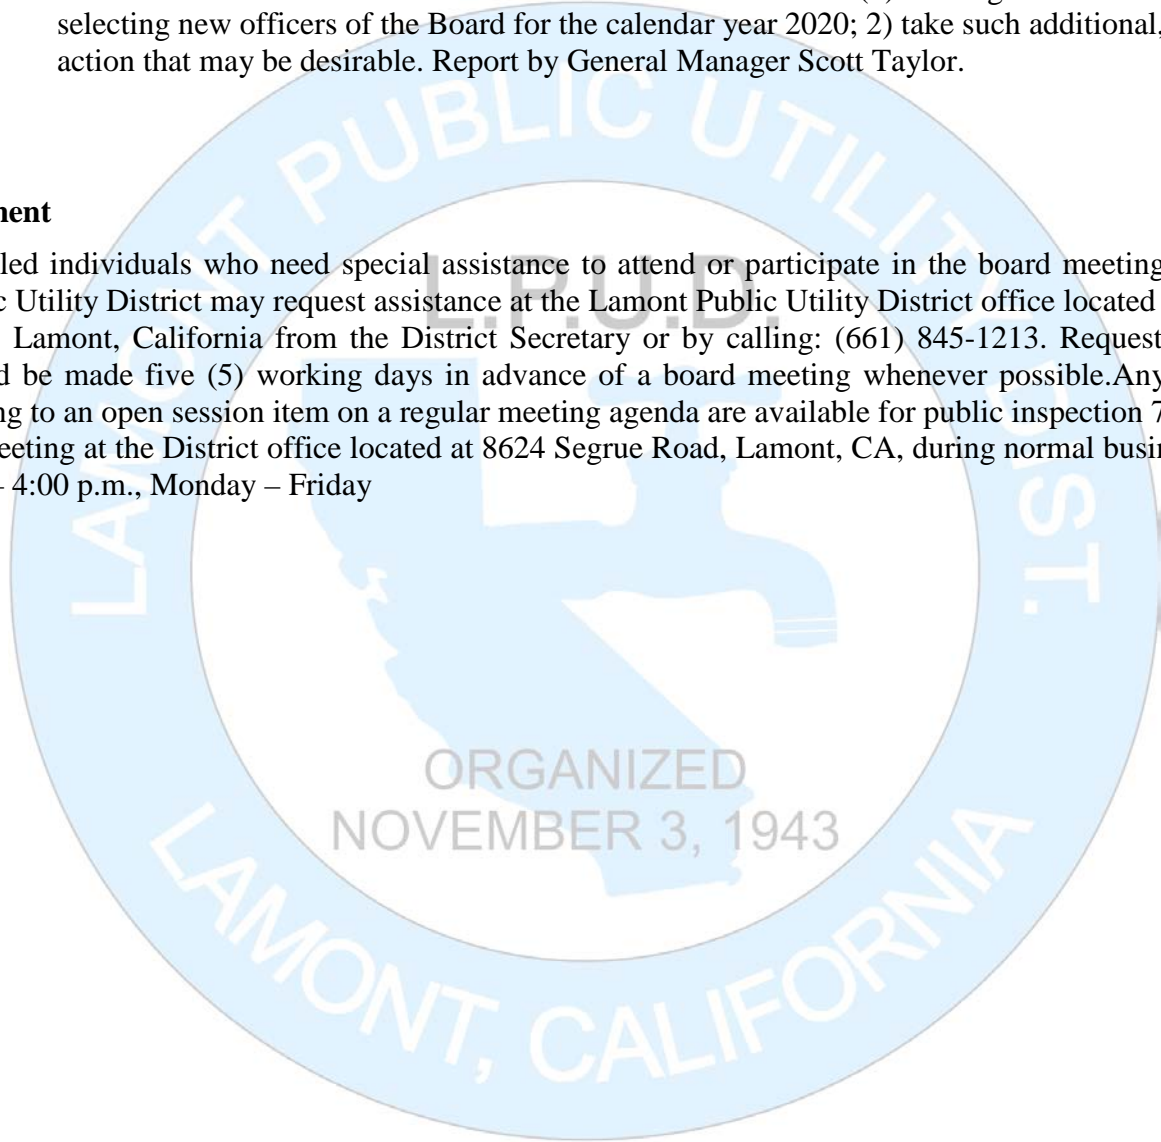 selecting new officers of the Board for the calendar year 2020; 2) take such additional,
action that may be desirable. Report by General Manager Scott Taylor.
LAMONT PUBLIC UTILITY DIST.
ment
led individuals who need special assistance to attend or participate in the board meeting
c Utility District may request assistance at the Lamont Public Utility District office located
L.P.U.D.
Lamont, California from the District Secretary or by calling: (661) 845-1213. Request
d be made five (5) working days in advance of a board meeting whenever possible.Any
ng to an open session item on a regular meeting agenda are available for public inspection 7
eeting at the District office located at 8624 Segrue Road, Lamont, CA, during normal busin
– 4:00 p.m., Monday – Friday
ORGANIZED
NOVEMBER 3, 1943
LAMONT, CALIFORNIA